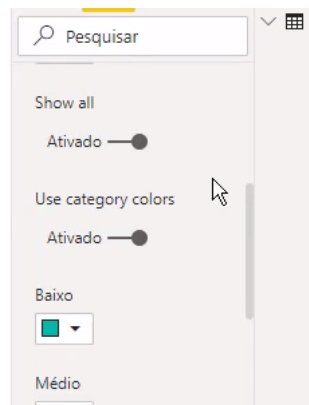 Pesquisar
Show all
Ativado
Use category colors
Ativado
Baixo
Médio